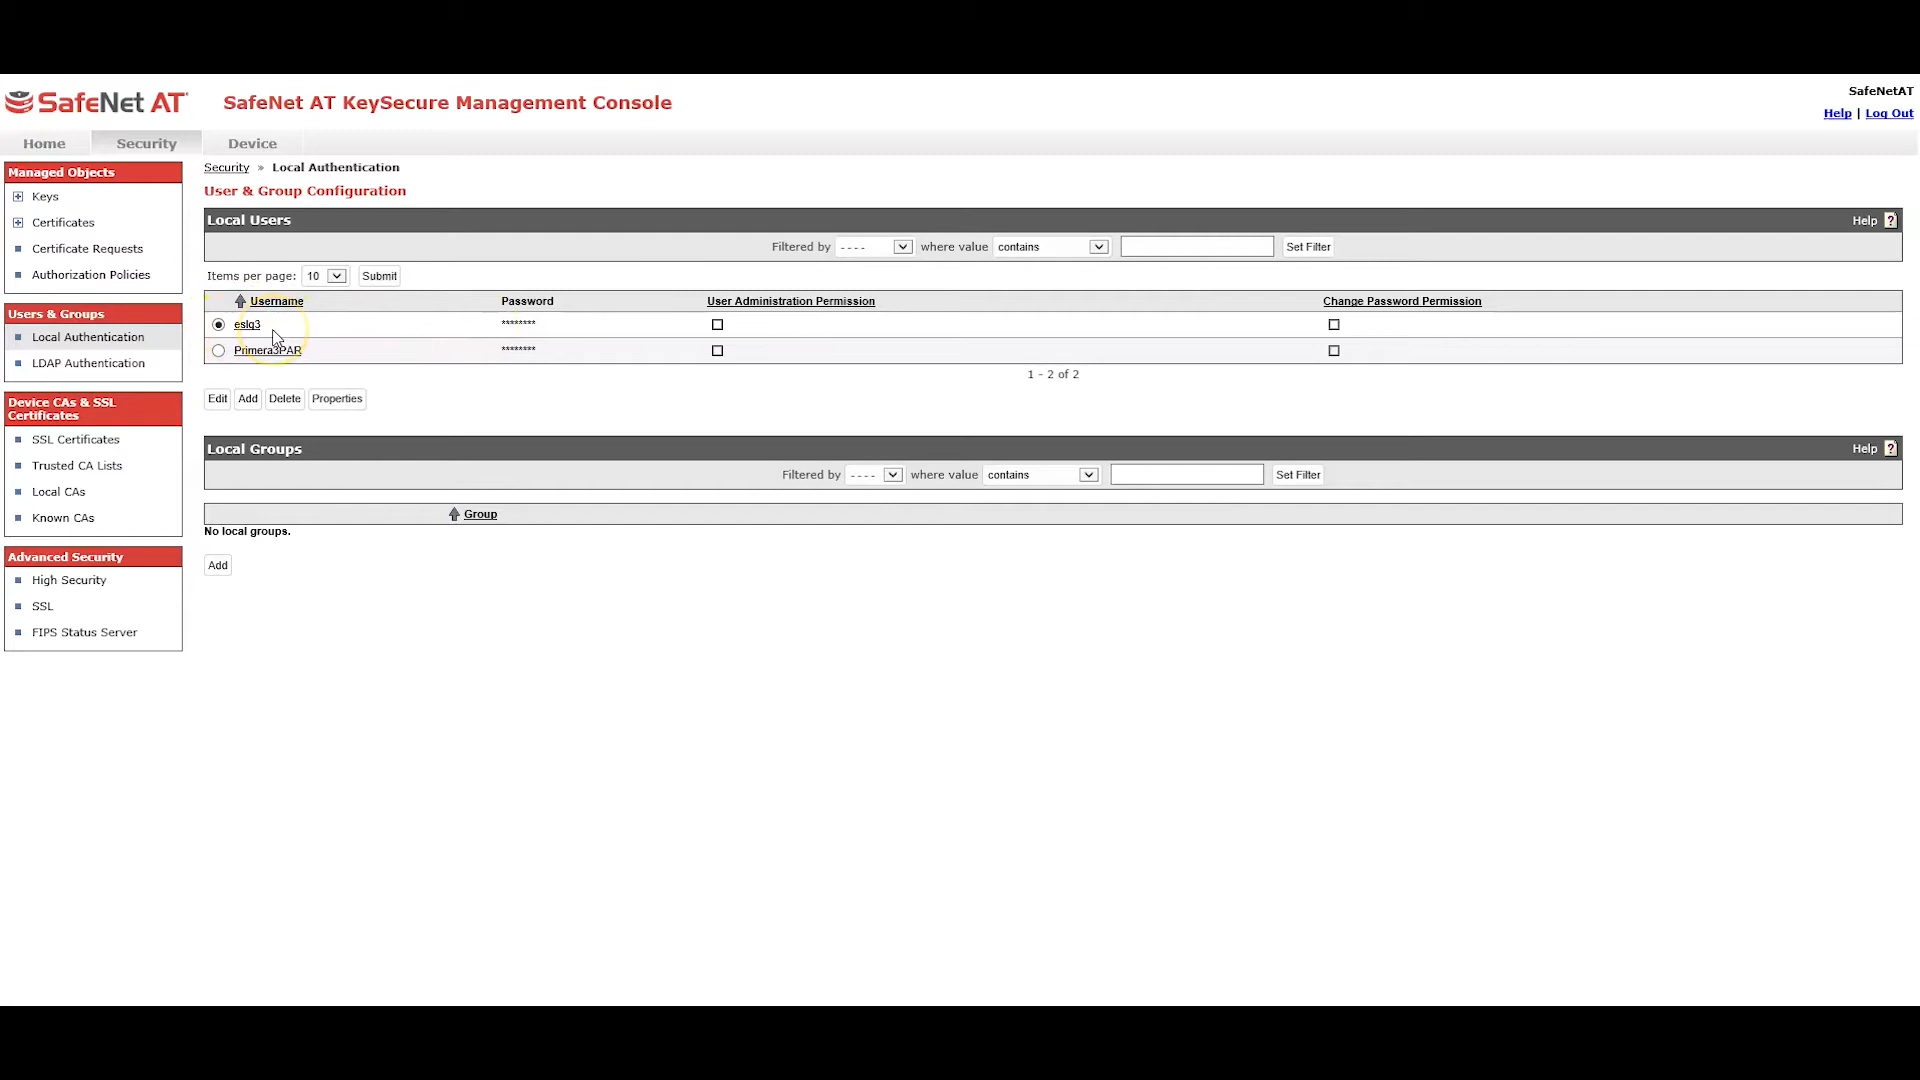 SafeNet AT
SafeNet AT KeySecure Management Console
SafeNetAT
Help | Log Out
Home Security Device
Managed Objects
Keys
Certificates
Certificate Requests
Authorization Policies
Users & Groups
Local Authentication
LDAP Authentication
Device CAs & SSL
Certificates
SSL Certificates
Trusted CA Lists
Local CAs
Known CAs
Advanced Security
High Security
SSL
FIPS Status Server
Security » Local Authentication
User & Group Configuration
Local Users Help ?
Filtered by ---- where value contains Set Filter
Items per page: 10 Submit
Username Password User Administration Permission Change Password Permission
eslg3 ********
Primera3PAR ********
1 - 2 of 2
Edit Add Delete Properties
Local Groups Help ?
Filtered by ---- where value contains Set Filter
Group
No local groups.
Add